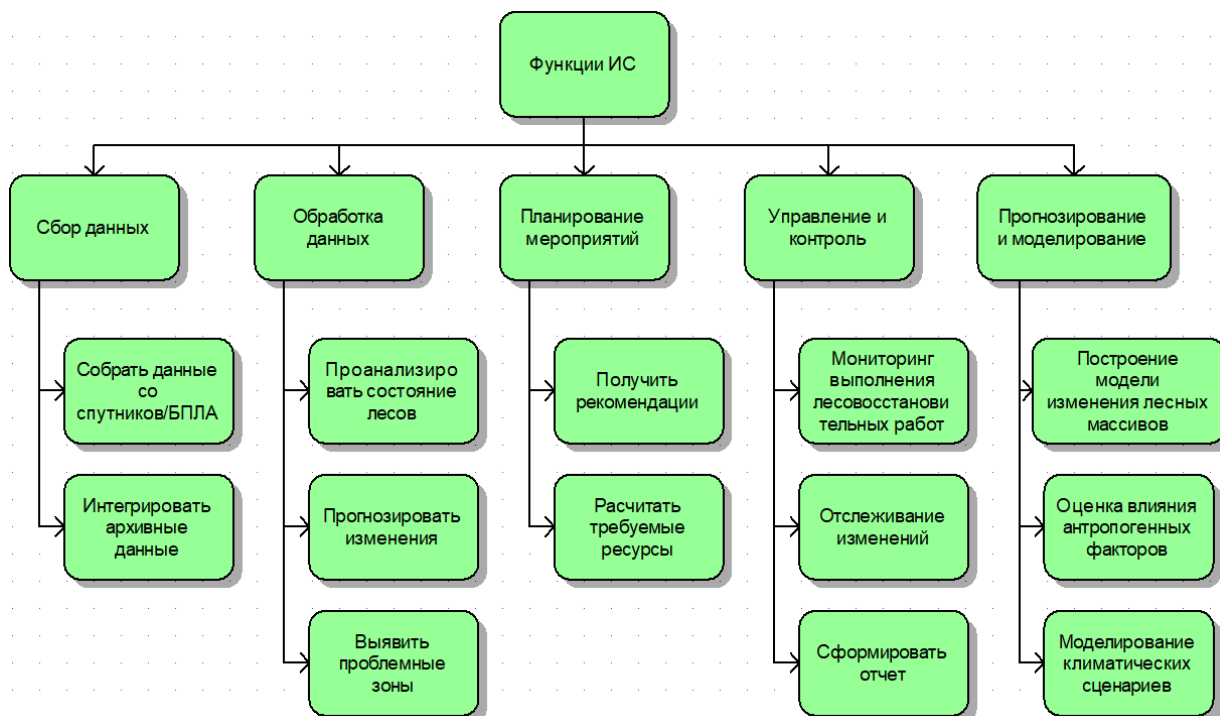 Функции ИС
Сбор данных
Обработка
данных
Планирование
мероприятий
Управление и
контроль
Прогнозирование
и моделирование
Собрать данные
со
спутников/БПЛА
Интегрировать
архивные
данные
Проанализиро
вать состояние
лесов
Прогнозировать
изменения
Выявить
проблемные
зоны
Получить
рекомендации
Расчитать
требуемые
ресурсы
Мониторинг
выполнения
лесовосстанови
тельных работ
Отслеживание
изменений
Сформировать
отчет
Построение
модели
изменения лесных
массивов
Оценка влияния
антропогенных
факторов
Моделирование
климатических
сценариев